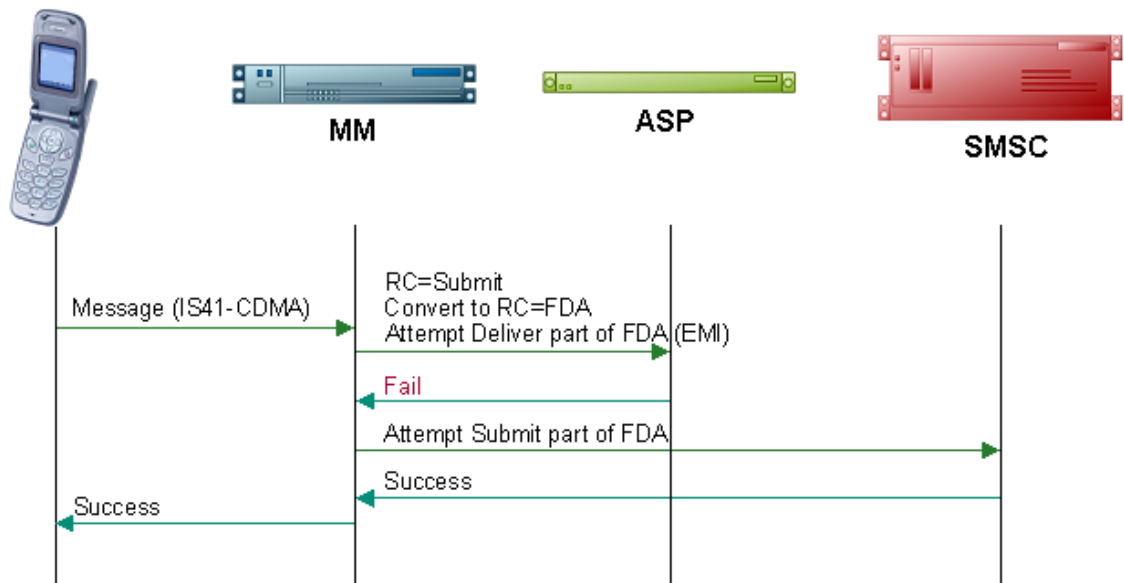 MM
ASP
SMSC
RC=Submit
Message (IS41-CDMA)
Convert to RC=FDA
Attempt Deliver part of FDA (EMI)
Fail
Attempt Submit part of FDA
Success
Success